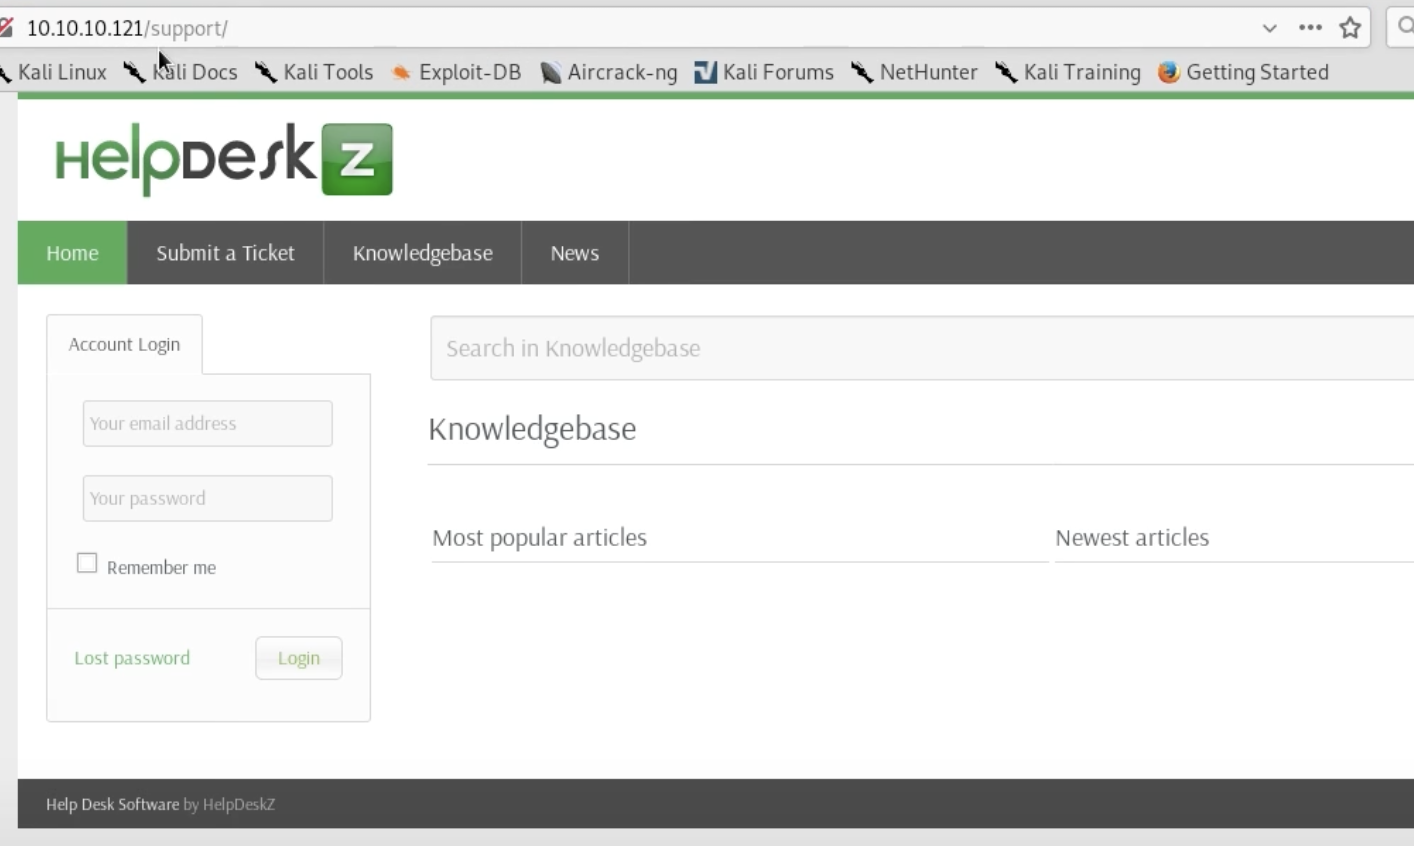 10.10.10.121/support/
Kali Linux Kali Docs Kali Tools Exploit-DB Aircrack-ng Kali Forums NetHunter Kali Training Getting Started
HelpDesk Z
Home Submit a Ticket Knowledgebase News
Account Login
Search in Knowledgebase
Your email address
Knowledgebase
Your password
Most popular articles Newest articles
Remember me
Lost password Login
Help Desk Software by HelpDeskZ